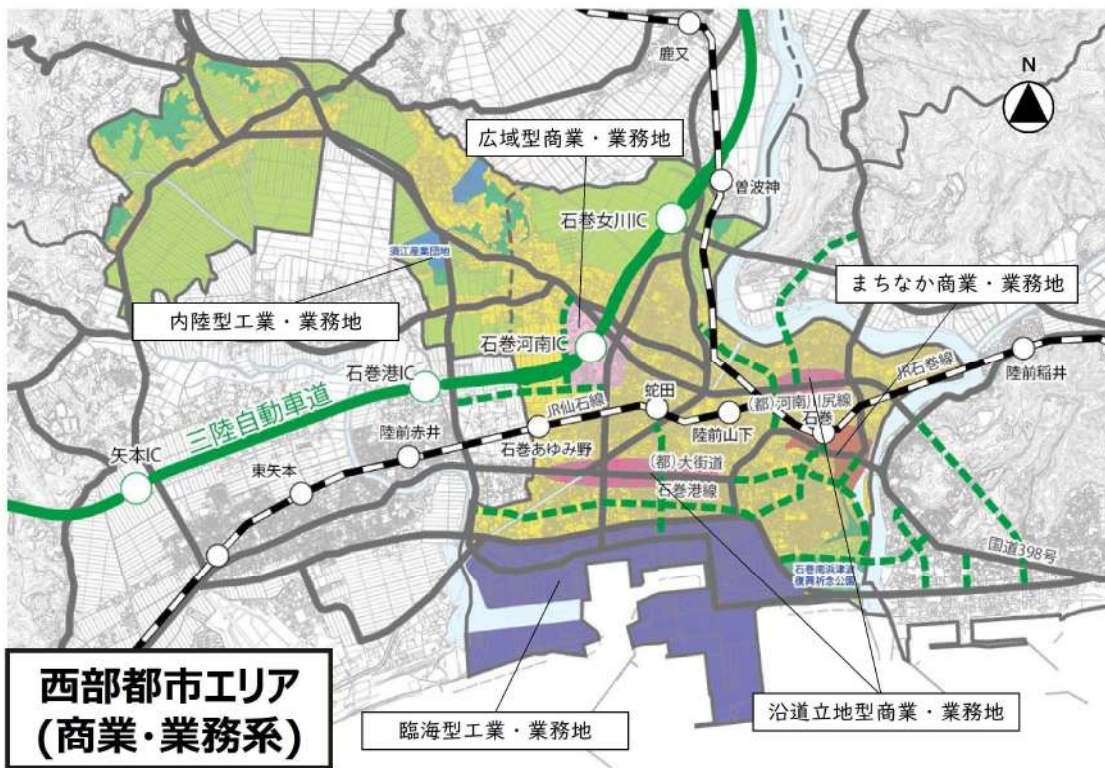 鹿又
N
広域型商業・業務地
曽波神
石巻女川IC
須江産業団地
まちなか商業・業務地
内陸型工業・業務地
石巻河南IC
石巻港IC
JR石巻線
陸前稲井
三陸自動車道
JR仙石線
蛇田
(都)河南川尻線
石巻
陸前赤井
石巻あゆみ野
陸前山下
矢本IC
東矢本
(都)大街道
石巻港線
国道398号
石巻南浜津波
復興祈念公園
西部都市エリア
(商業・業務系)
臨海型工業・業務地
沿道立地型商業・業務地